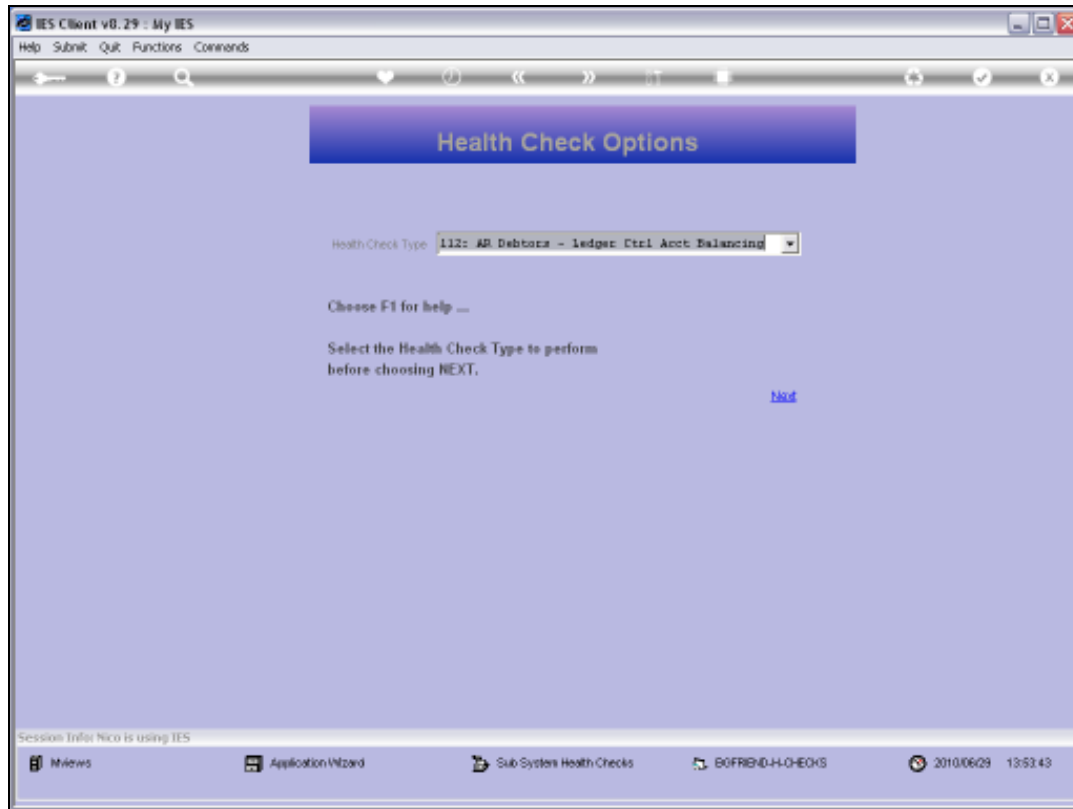 IES Client v8.29 : My IES
Help Submit Quit Functions Commands
Health Check Options
Health Check Type 112: AR Debtors - ledger Ctrl Acct Balancing
Choose F1 for help ...
Select the Health Check Type to perform
before choosing NEXT.
Next
Session Info: Nico is using IES
Mviews Application Wizard Sub System Health Checks BOFRIEND-H-CHECKS 2010/06/29 13:53:43